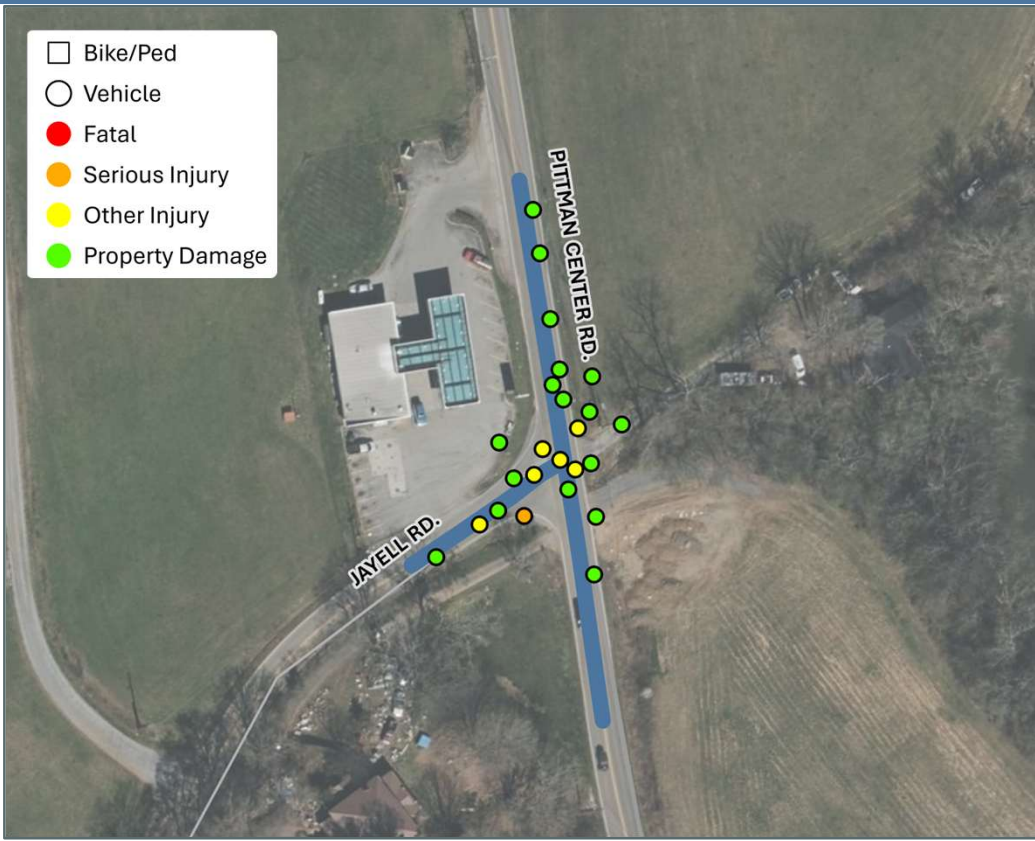 Bike/Ped
Vehicle
Fatal
Serious Injury
Other Injury
Property Damage
PITTMAN CENTER RD.
JAYELL RD.